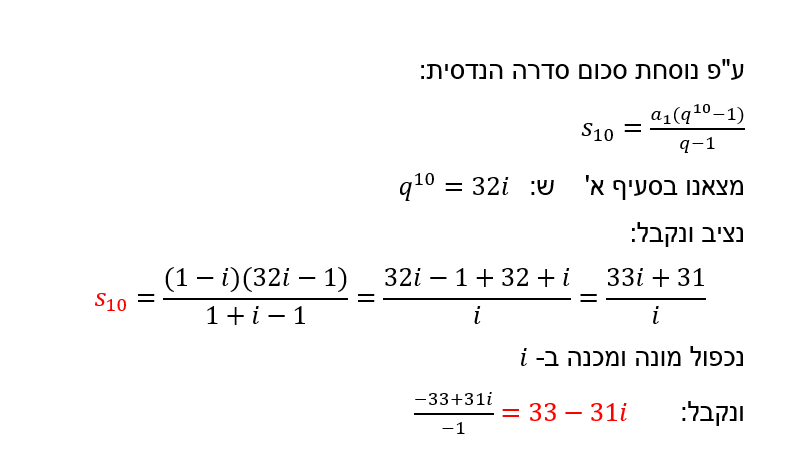 ע"פ נוסחת סכום סדרה הנדסית:
s₁₀ = a₁(q¹⁰−1) / q−1
מצאנו בסעיף א' ש: q¹⁰ = 32i
נציב ונקבל:
s₁₀ = (1 − i)(32i − 1) / 1 + i − 1 = 32i − 1 + 32 + i / i = 33i + 31 / i
נכפול מונה ומכנה ב- i
ונקבל: −33+31i / −1 = 33 − 31i